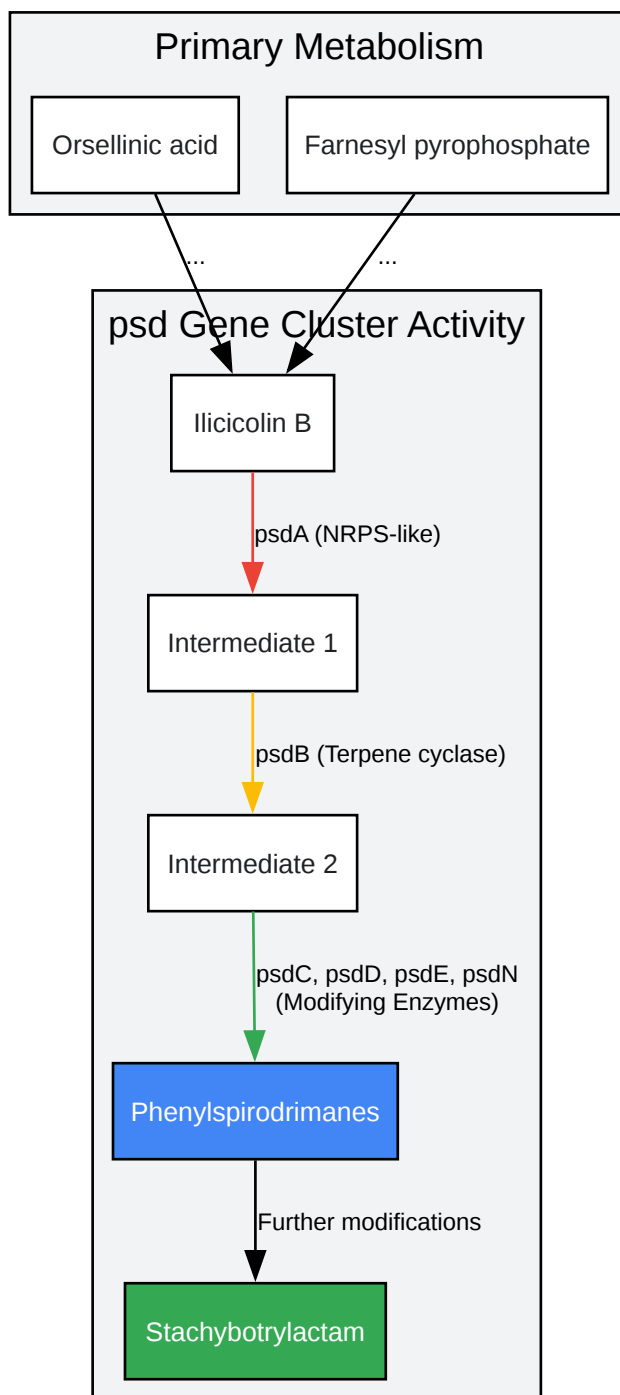 Primary Metabolism
Orsellinic acid
Farnesyl pyrophosphate
...
...
psd Gene Cluster Activity
Ilicicolin B
psdA (NRPS-like)
Intermediate 1
psdB (Terpene cyclase)
Intermediate 2
psdC, psdD, psdE, psdN
(Modifying Enzymes)
Phenylspirodrimanes
Further modifications
Stachybotrylactam